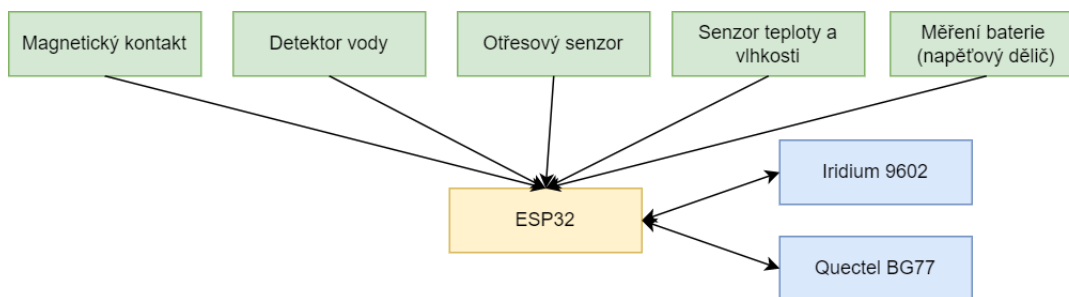 Magnetický kontakt
Detektor vody
Otřesový senzor
Senzor teploty a
vlhkosti
Měření baterie
(napěťový dělič)
Iridium 9602
ESP32
Quectel BG77